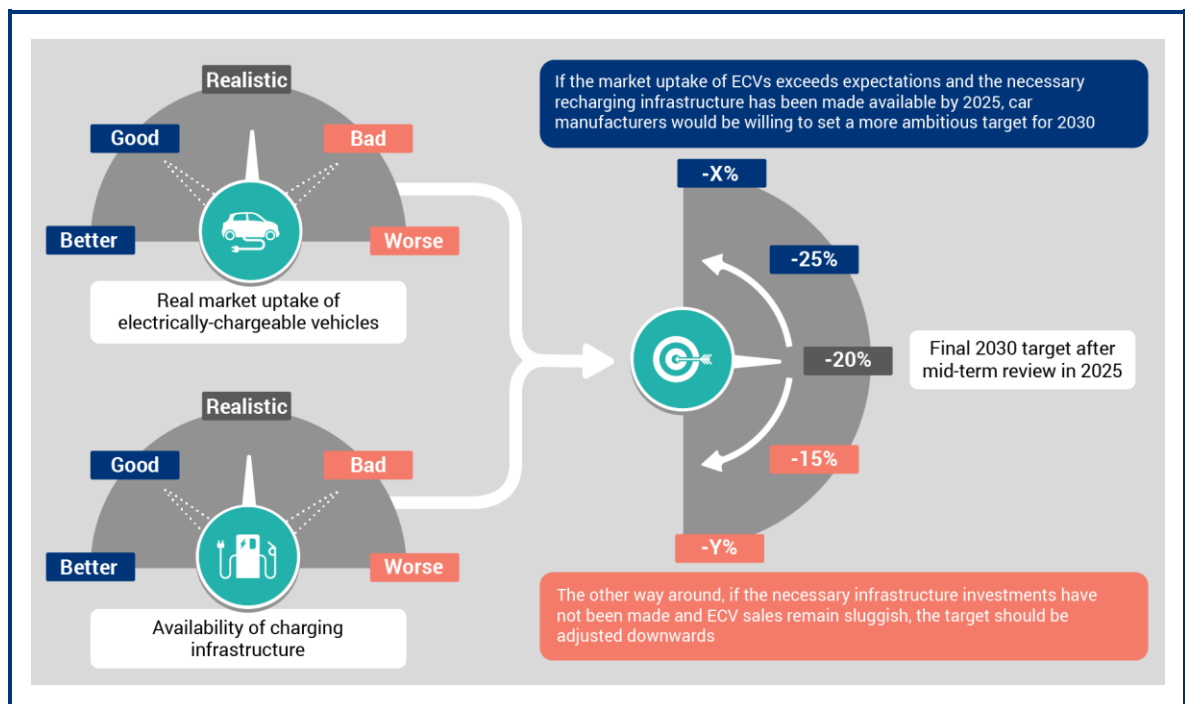 Realistic
Good
Bad
Better
Worse
Real market uptake of
electrically-chargeable vehicles
Realistic
Good
Bad
Better
Worse
Availability of charging
infrastructure
If the market uptake of ECVs exceeds expectations and the necessary
recharging infrastructure has been made available by 2025, car
manufacturers would be willing to set a more ambitious target for 2030
-X%
-25%
-20%
-15%
-Y%
Final 2030 target after
mid-term review in 2025
The other way around, if the necessary infrastructure investments have
not been made and ECV sales remain sluggish, the target should be
adjusted downwards